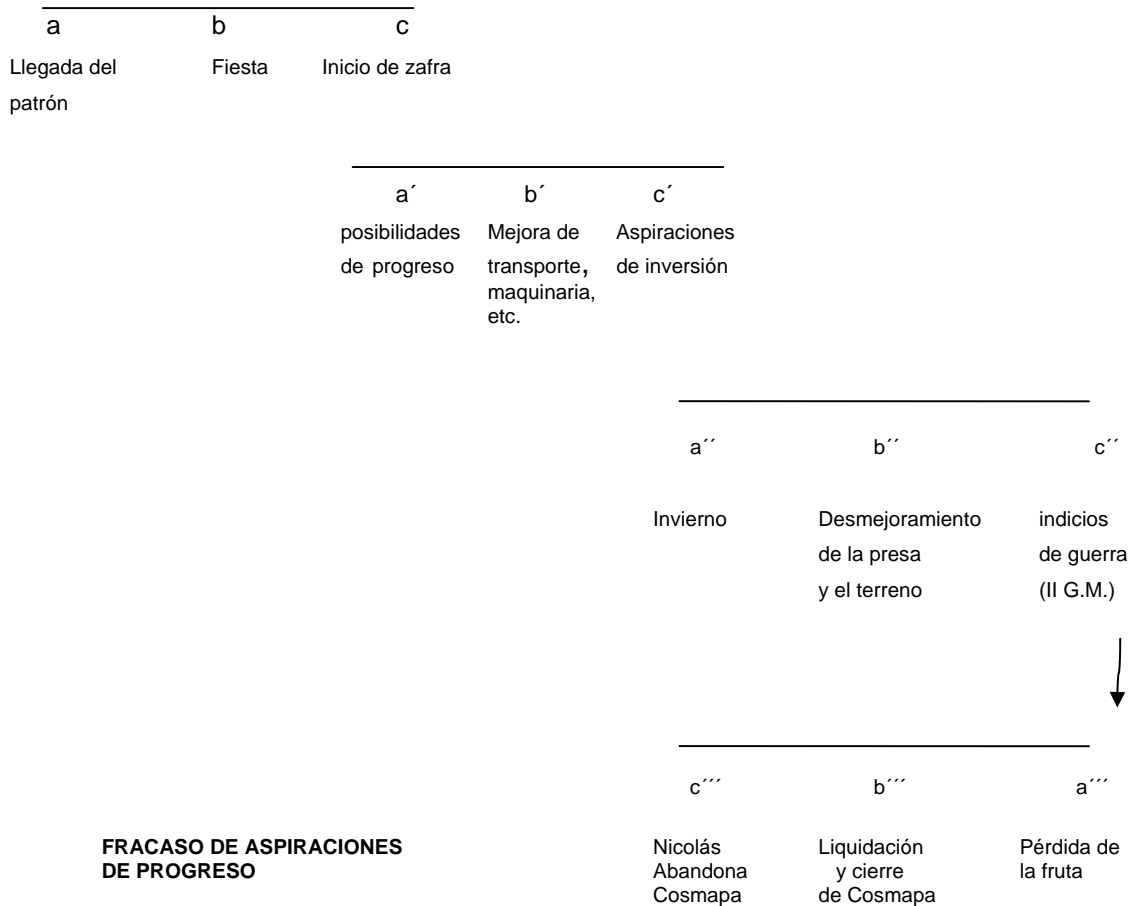 a b c
Llegada del Fiesta Inicio de zafra
patrón
a´ b´ c´
posibilidades Mejora de Aspiraciones
de progreso transporte, de inversión
maquinaria,
etc.
a´´ b´´ c´´
Invierno Desmejoramiento indicios
de la presa de guerra
y el terreno (II G.M.)
c´´´ b´´´ a´´´
FRACASO DE ASPIRACIONES Nicolás Liquidación Pérdida de
DE PROGRESO Abandona y cierre la fruta
Cosmapa de Cosmapa